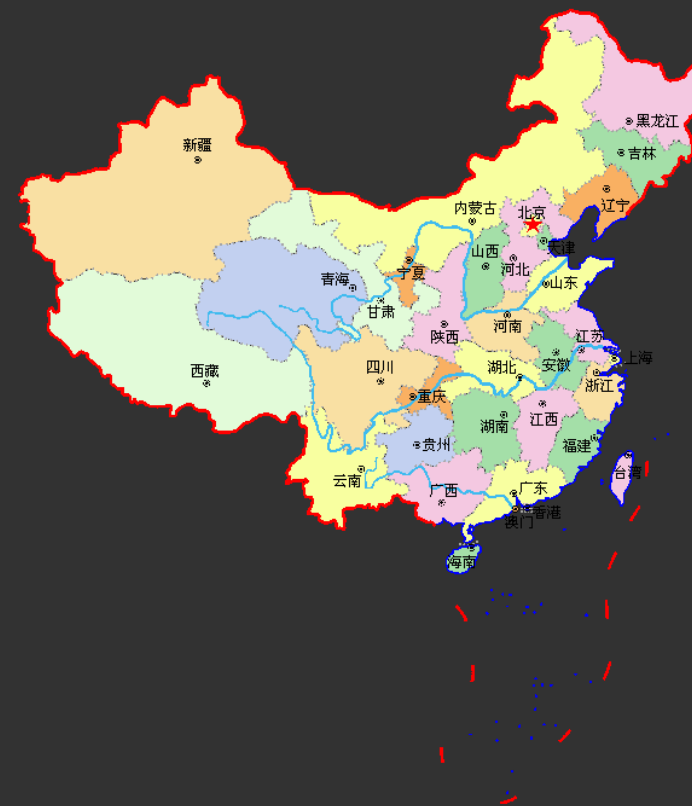 黑龙江
新疆
吉林
辽宁
内蒙古
北京
天津
山西
河北
宁夏
青海
山东
甘肃
河南
陕西
江苏
上海
西藏
四川
湖北
安徽
浙江
重庆
湖南
江西
贵州
福建
云南
台湾
广西
广东
香港
澳门
海南